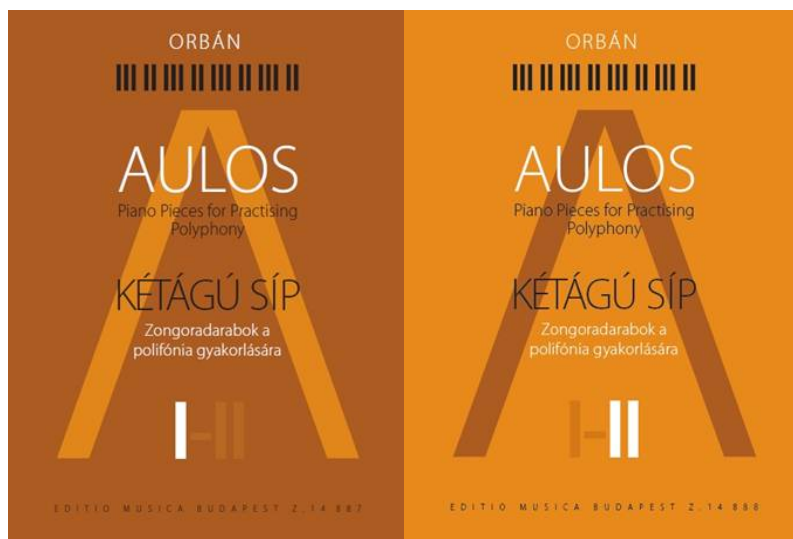 ORBÁN
AULOS
Piano Pieces for Practising
Polyphony
KÉTÁGÚ SÍP
Zongoradarabok a
polifónia gyakorlására
I-II
EDITIO MUSICA BUDAPEST Z. 14 887
ORBÁN
AULOS
Piano Pieces for Practising
Polyphony
KÉTÁGÚ SÍP
Zongoradarabok a
polifónia gyakorlására
I-II
EDITIO MUSICA BUDAPEST Z. 14 888